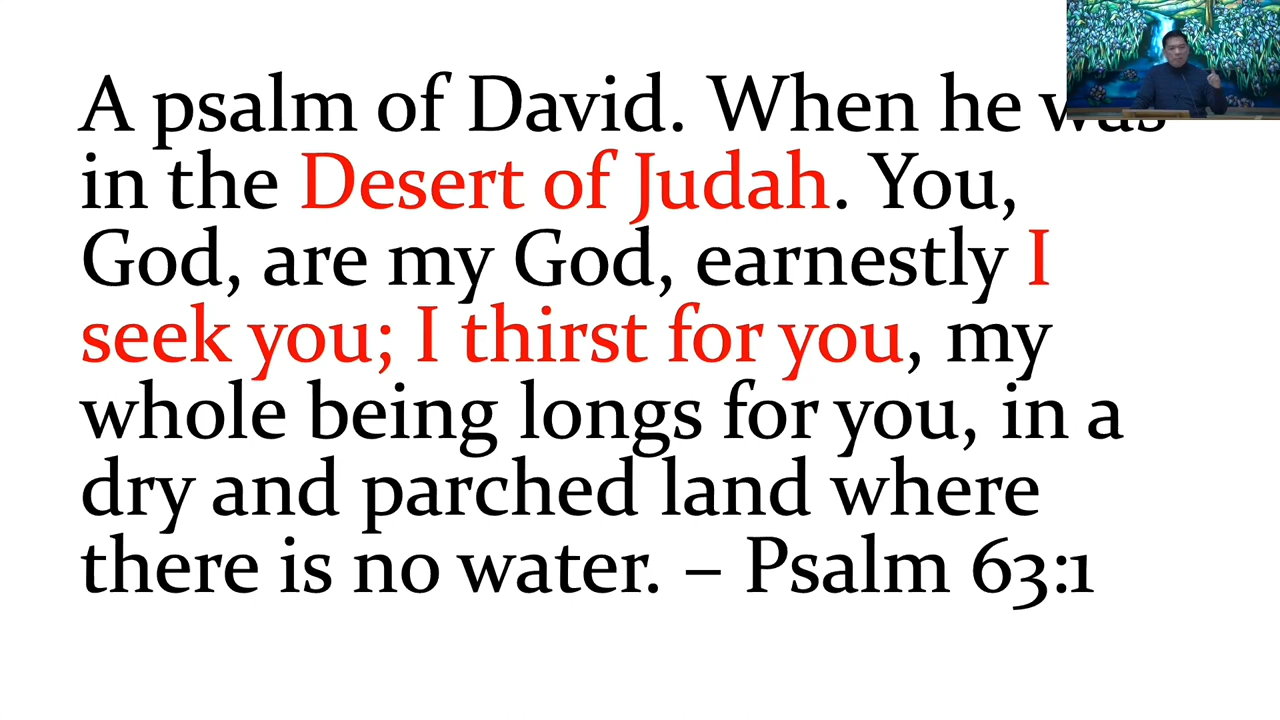 A psalm of David. When he was
in the Desert of Judah. You,
God, are my God, earnestly I
seek you; I thirst for you, my
whole being longs for you, in a
dry and parched land where
there is no water. – Psalm 63:1